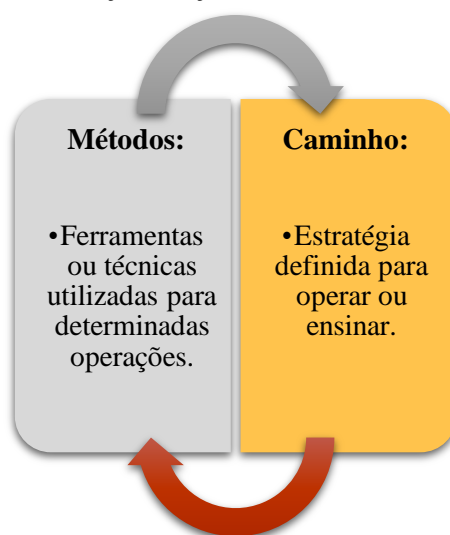 Métodos:
•Ferramentas
ou técnicas
utilizadas para
determinadas
operações.
Caminho:
•Estratégia
definida para
operar ou
ensinar.